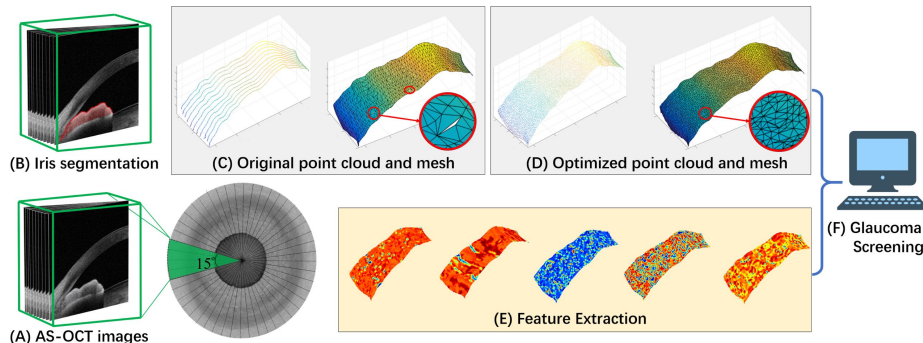 (B) Iris segmentation
(C) Original point cloud and mesh
(D) Optimized point cloud and mesh
15°
(A) AS-OCT images
(E) Feature Extraction
(F) Glaucoma
Screening